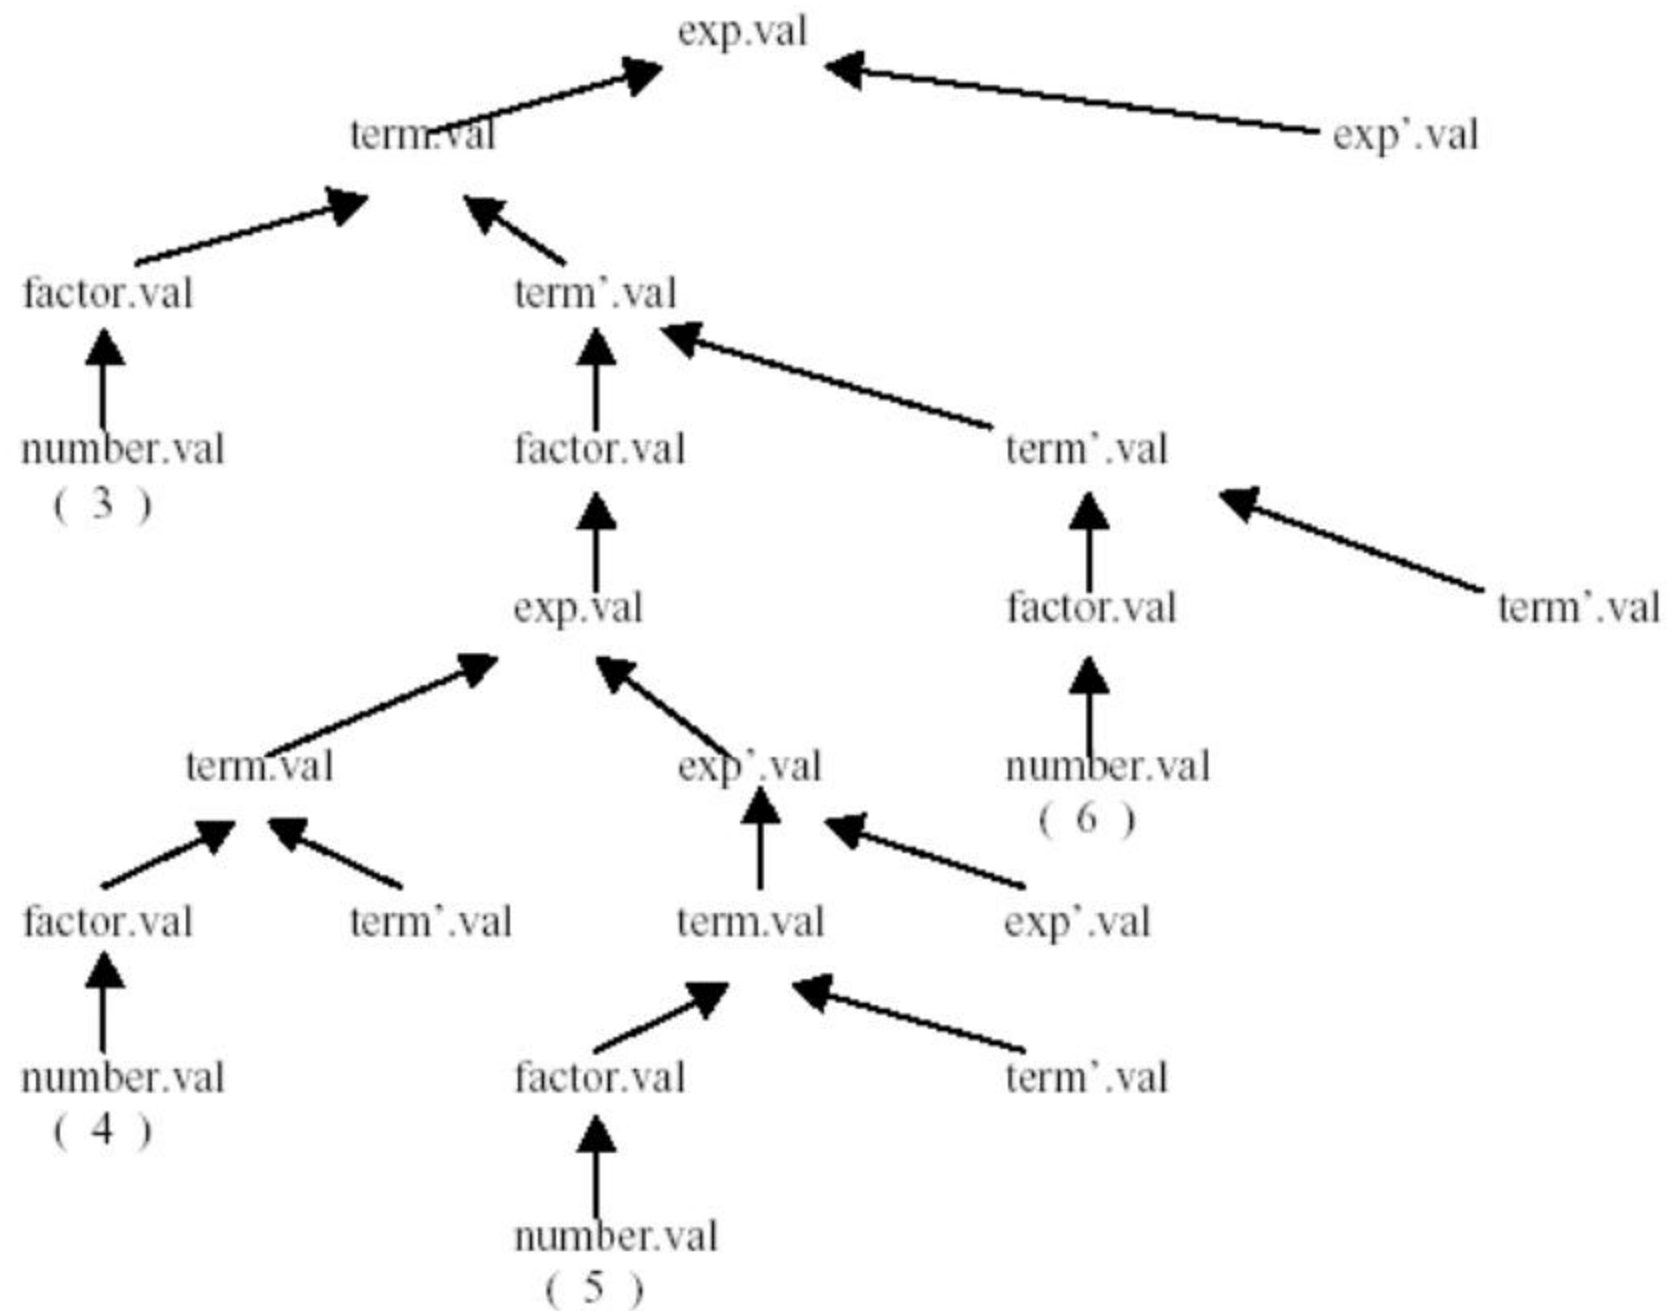 exp.val
term.val exp’.val
factor.val term’.val
number.val factor.val term’.val
( 3 )
exp.val factor.val term’.val
term.val exp’.val number.val
( 6 )
factor.val term’.val term.val exp’.val
number.val factor.val term’.val
( 4 )
number.val
( 5 )